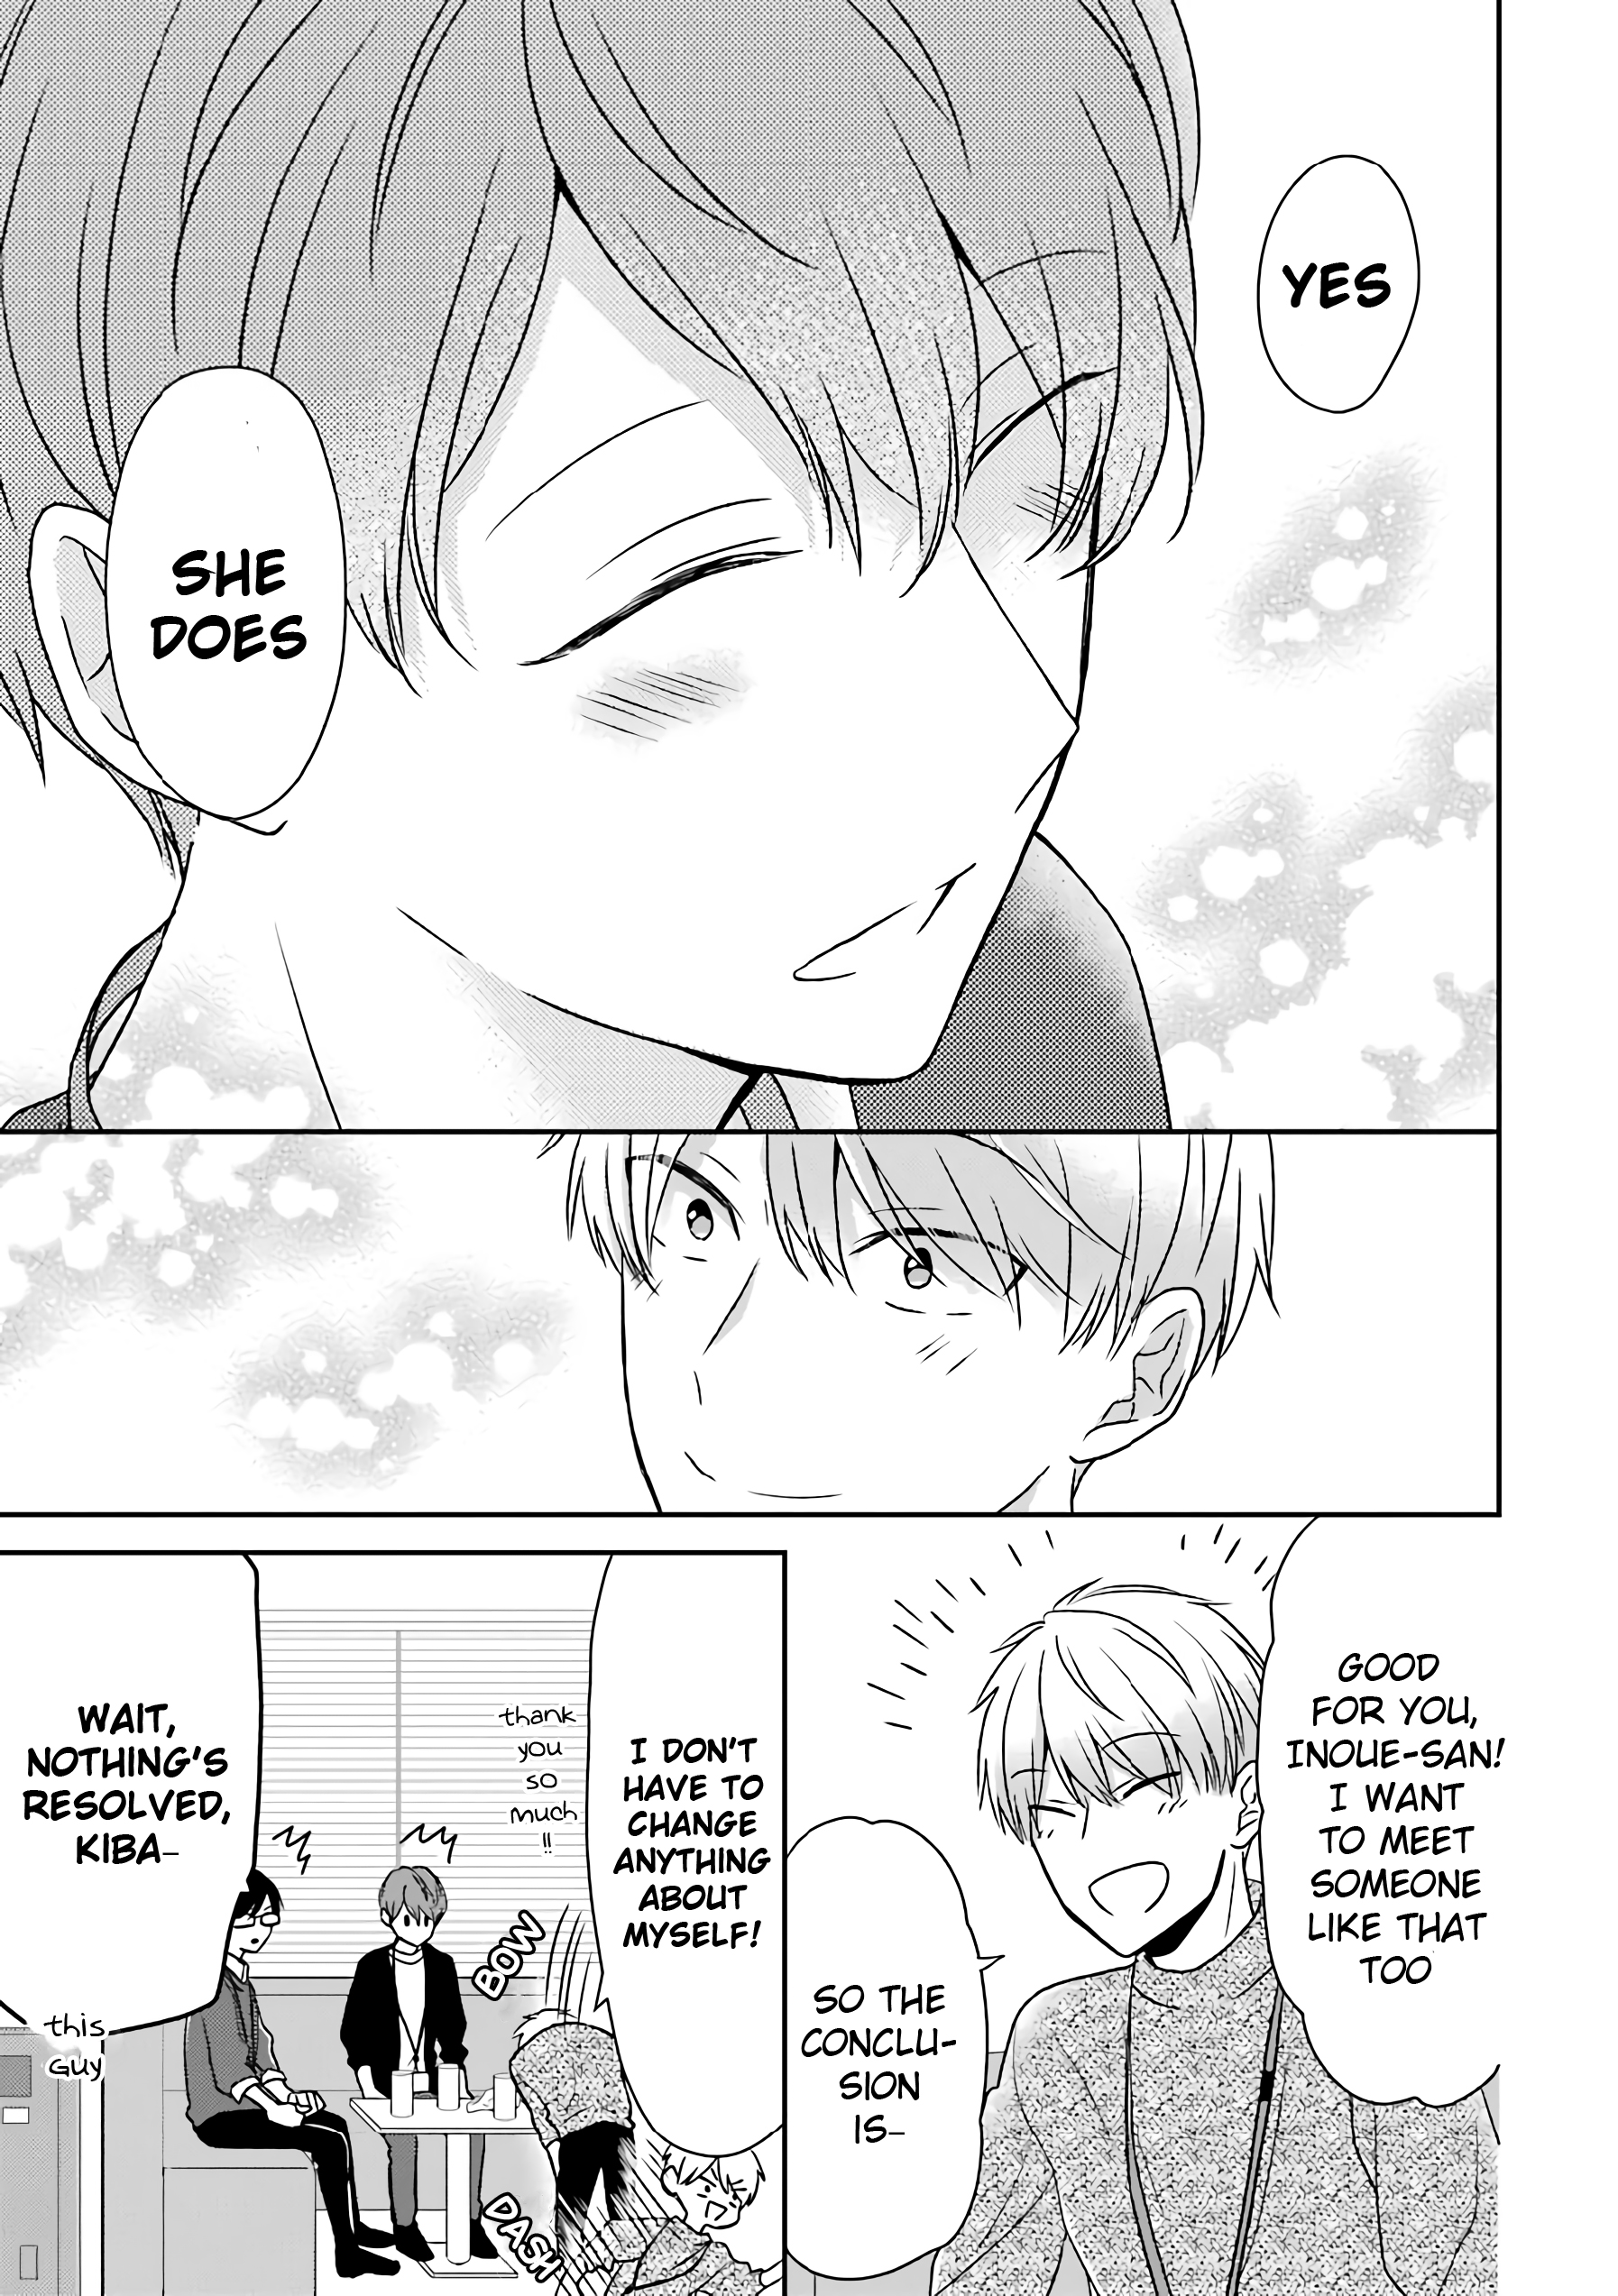 YES
SHE
DOES
GOOD
FOR YOU,
INOUE-SAN!
I WANT
TO MEET
SOMEONE
LIKE THAT
TOO
SO THE
CONCLU-
SION
IS-
I DON'T
HAVE TO
CHANGE
ANYTHING
ABOUT
MYSELF!
thank
you
so
much
!!
BOW
DASH
WAIT,
NOTHING'S
RESOLVED,
KIBA-
this
Guy